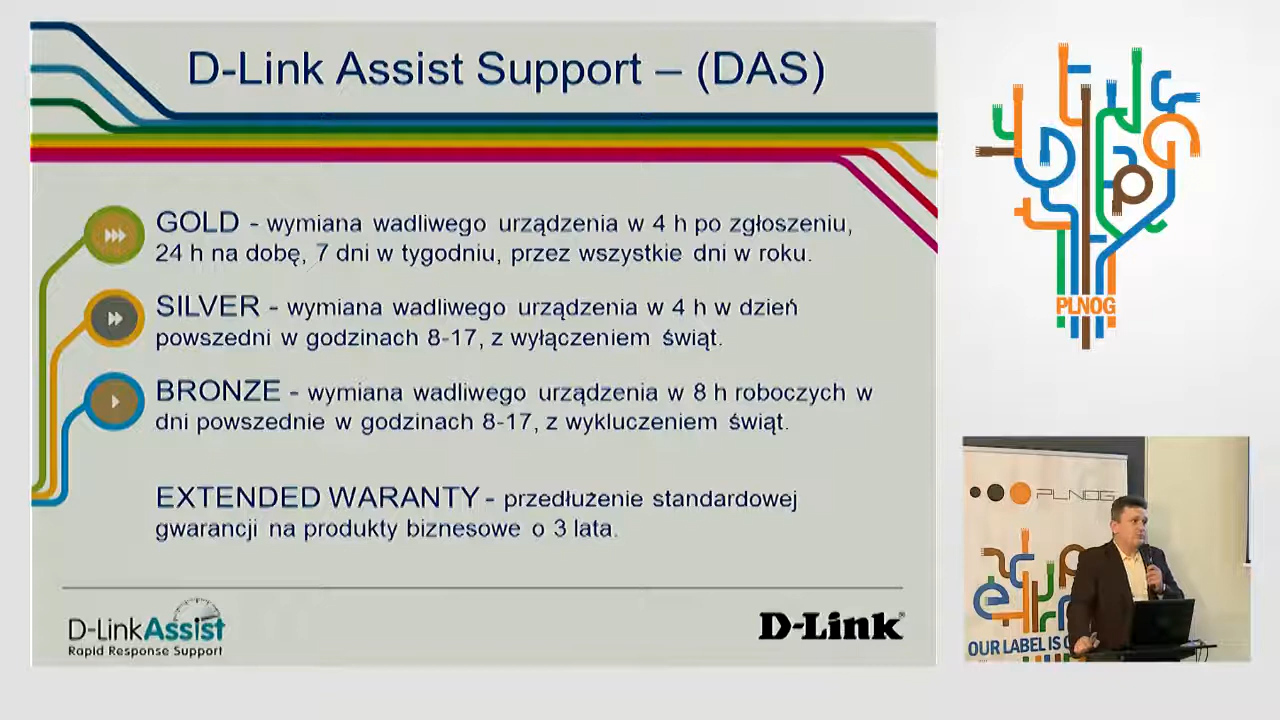 D-Link Assist Support – (DAS)
GOLD - wymiana wadliwego urządzenia w 4 h po zgłoszeniu,
24 h na dobę, 7 dni w tygodniu, przez wszystkie dni w roku.
SILVER - wymiana wadliwego urządzenia w 4 h w dzień
powszedni w godzinach 8-17, z wyłączeniem świąt.
BRONZE - wymiana wadliwego urządzenia w 8 h roboczych w
dni powszednie w godzinach 8-17, z wykluczeniem świąt.
EXTENDED WARANTY - przedłużenie standardowej
gwarancji na produkty biznesowe o 3 lata.
D-LinkAssist
Rapid Response Support
D-Link
PLNOG
PLNOG
OUR LABEL IS